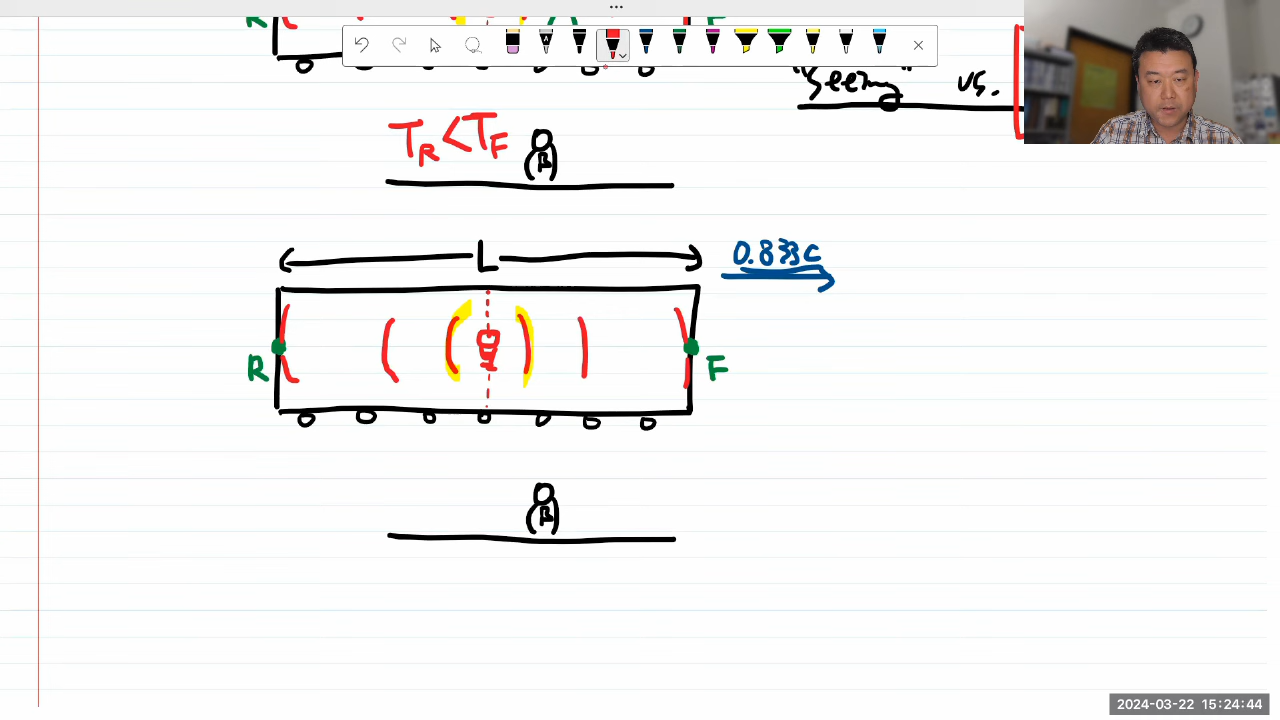 R F
"Seeing" vs.
T_R < T_F
B
L
0.833c
R F
B
2024-03-22 15:24:44